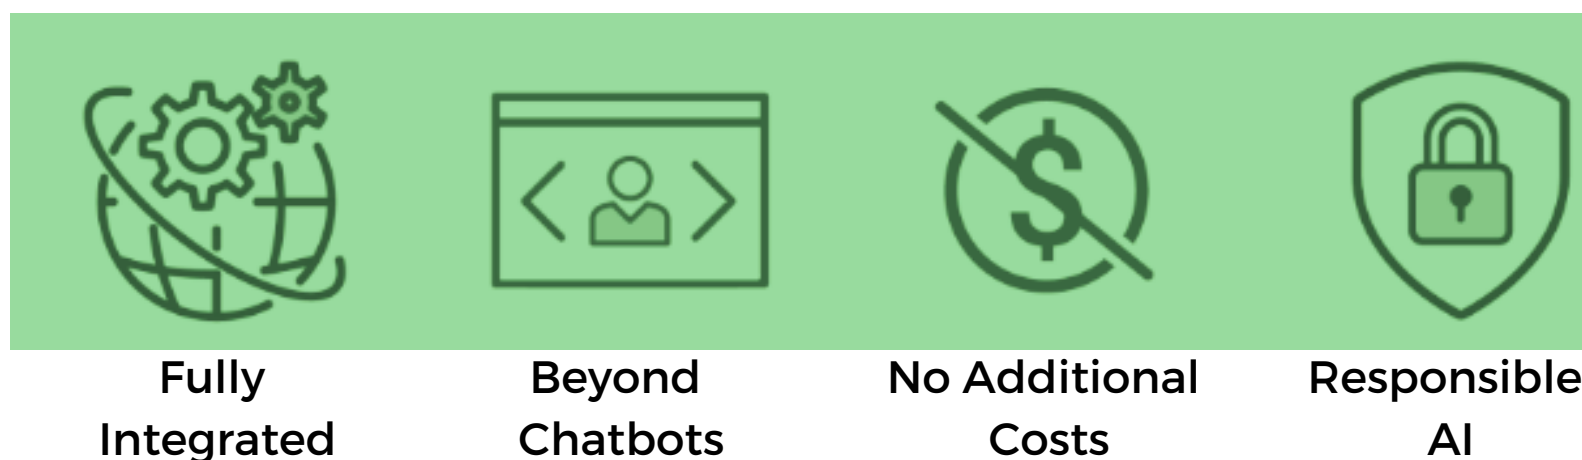 Fully
Integrated
Beyond
Chatbots
No Additional
Costs
Responsible
AI